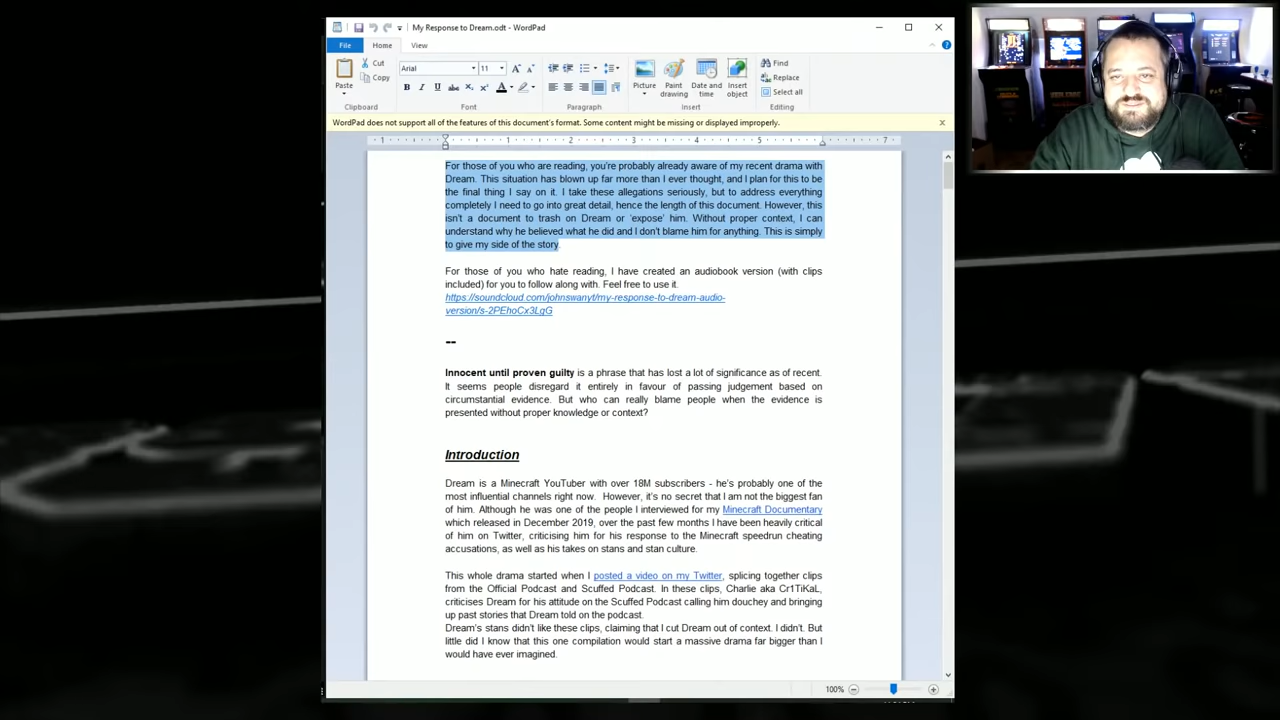 My Response to Dream.odt - WordPad
File
Home
View
Paste
Cut
Copy
Clipboard
Arial
11
Font
Paragraph
Picture
Paint drawing
Date and time
Insert object
Insert
Find
Replace
Select all
Editing
WordPad does not support all of the features of this document's format. Some content might be missing or displayed improperly.
1 1 2 3 4 5 7
For those of you who are reading, you're probably already aware of my recent drama with
Dream. This situation has blown up far more than I ever thought, and I plan for this to be
the final thing I say on it. I take these allegations seriously, but to address everything
completely I need to go into great detail, hence the length of this document. However, this
isn't a document to trash on Dream or 'expose' him. Without proper context, I can
understand why he believed what he did and I don't blame him for anything. This is simply
to give my side of the story.
For those of you who hate reading, I have created an audiobook version (with clips
included) for you to follow along with. Feel free to use it.
https://soundcloud.com/johnswanyt/my-response-to-dream-audio-
version/s-2PEhoCx3LgG
--
Innocent until proven guilty is a phrase that has lost a lot of significance as of recent.
It seems people disregard it entirely in favour of passing judgement based on
circumstantial evidence. But who can really blame people when the evidence is
presented without proper knowledge or context?
Introduction
Dream is a Minecraft YouTuber with over 18M subscribers - he's probably one of the
most influential channels right now. However, it's no secret that I am not the biggest fan
of him. Although he was one of the people I interviewed for my Minecraft Documentary
which released in December 2019, over the past few months I have been heavily critical
of him on Twitter, criticising him for his response to the Minecraft speedrun cheating
accusations, as well as his takes on stans and stan culture.
This whole drama started when I posted a video on my Twitter, splicing together clips
from the Official Podcast and Scuffed Podcast. In these clips, Charlie aka Cr1TiKaL,
criticises Dream for his attitude on the Scuffed Podcast calling him douchey and bringing
up past stories that Dream told on the podcast.
Dream's stans didn't like these clips, claiming that I cut Dream out of context. I didn't. But
little did I know that this one compilation would start a massive drama far bigger than I
would have ever imagined.
100%